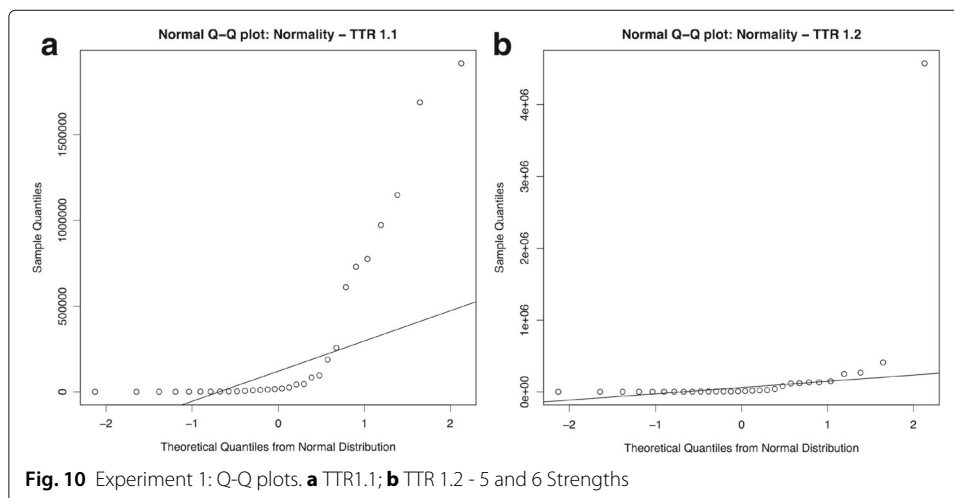 a
Normal Q–Q plot: Normality – TTR 1.1
Sample Quantiles
1500000
1000000
500000
0
-2
-1
0
1
2
Theoretical Quantiles from Normal Distribution
b
Normal Q–Q plot: Normality – TTR 1.2
Sample Quantiles
4e+06
3e+06
2e+06
1e+06
0e+00
-2
-1
0
1
2
Theoretical Quantiles from Normal Distribution
Fig. 10 Experiment 1: Q-Q plots. a TTR1.1; b TTR 1.2 - 5 and 6 Strengths